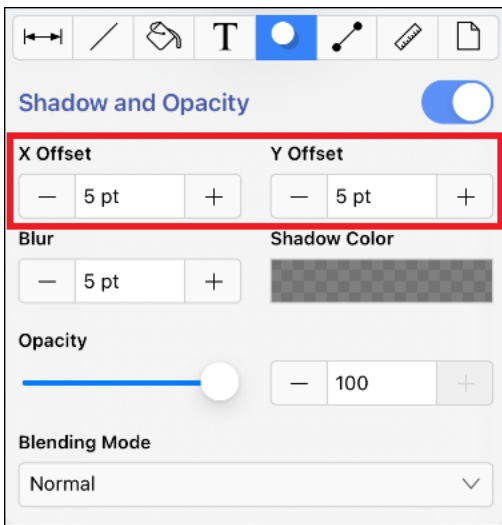 T
Shadow and Opacity
X Offset Y Offset
5 pt 5 pt
Blur Shadow Color
5 pt
Opacity
100
Blending Mode
Normal